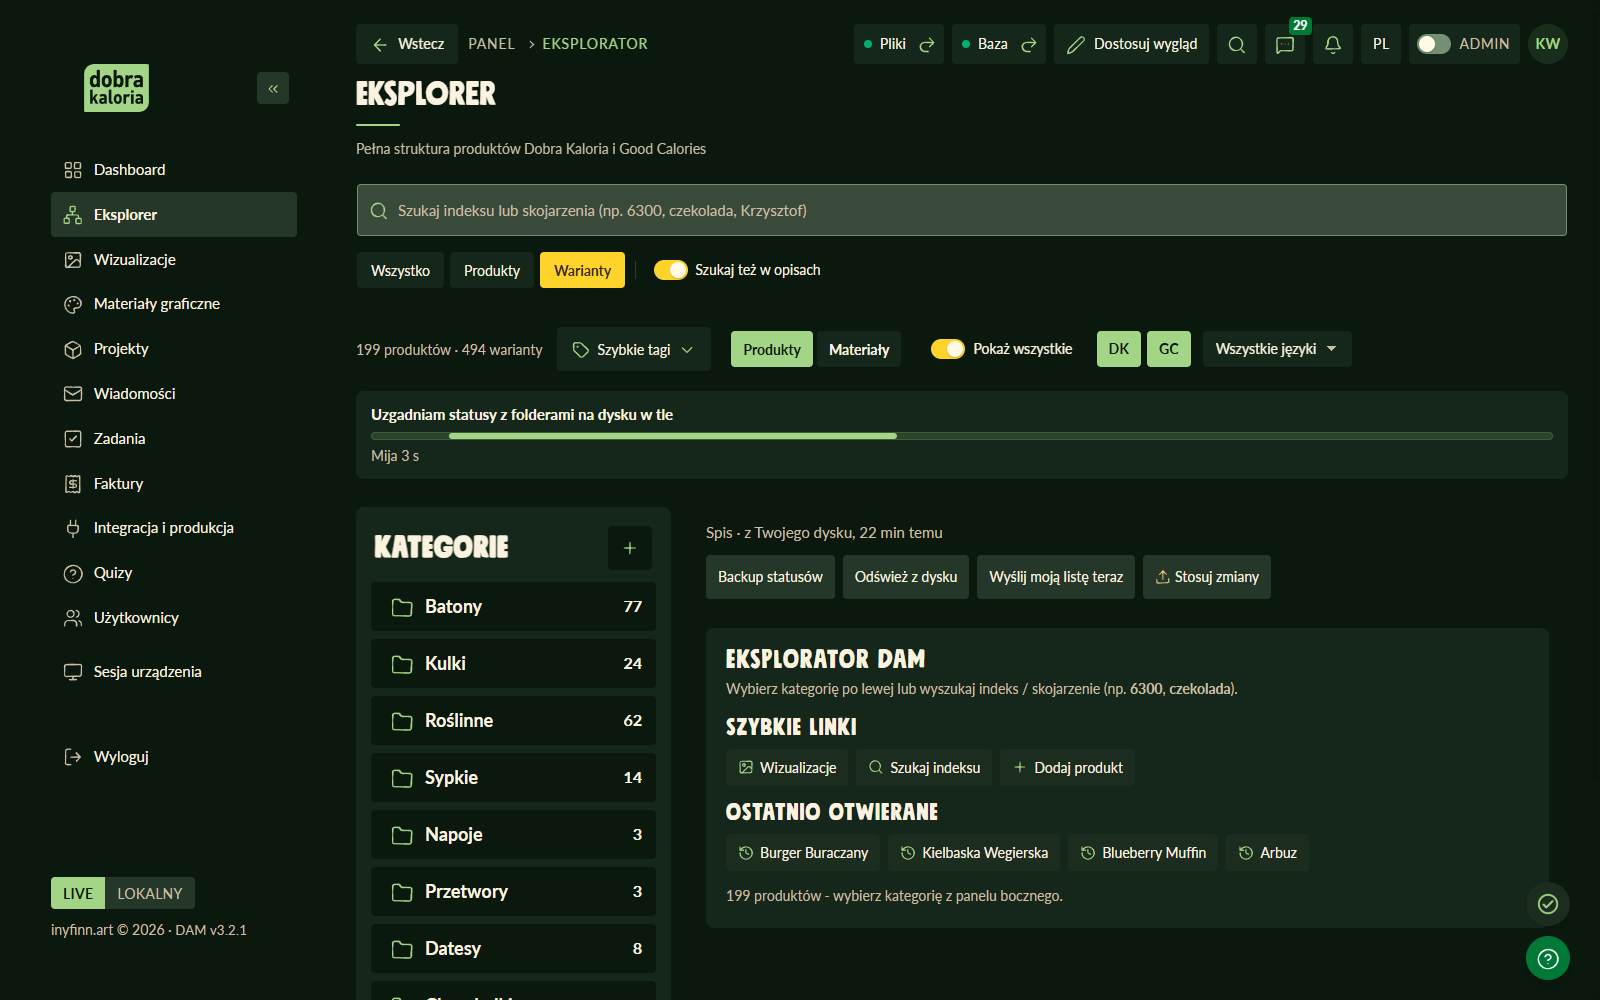 Wstecz
PANEL > EKSPLORATOR
Pliki
Baza
Dostosuj wygląd
29
PL
ADMIN
KW
dobra
kaloria
EKSPLORER
Pełna struktura produktów Dobra Kaloria i Good Calories
Dashboard
Eksplorer
Wizualizacje
Materiały graficzne
Projekty
Wiadomości
Zadania
Faktury
Integracja i produkcja
Quizy
Użytkownicy
Sesja urządzenia
Wyloguj
LIVE LOKALNY
inyfinn.art © 2026 · DAM v3.2.1
Szukaj indeksu lub skojarzenia (np. 6300, czekolada, Krzysztof)
Wszystko
Produkty
Warianty
Szukaj też w opisach
199 produktów · 494 warianty
Szybkie tagi
Produkty
Materiały
Pokaż wszystkie
DK
GC
Wszystkie języki
Uzgadniam statusy z folderami na dysku w tle
Mija 3 s
KATEGORIE
Batony 77
Kulki 24
Roślinne 62
Sypkie 14
Napoje 3
Przetwory 3
Datesy 8
Spis · z Twojego dysku, 22 min temu
Backup statusów
Odśwież z dysku
Wyślij moją listę teraz
Stosuj zmiany
EKSPLORATOR DAM
Wybierz kategorię po lewej lub wyszukaj indeks / skojarzenie (np. 6300, czekolada).
SZYBKIE LINKI
Wizualizacje
Szukaj indeksu
Dodaj produkt
OSTATNIO OTWIERANE
Burger Buraczany
Kielbaska Wegierska
Blueberry Muffin
Arbuz
199 produktów - wybierz kategorię z panelu bocznego.